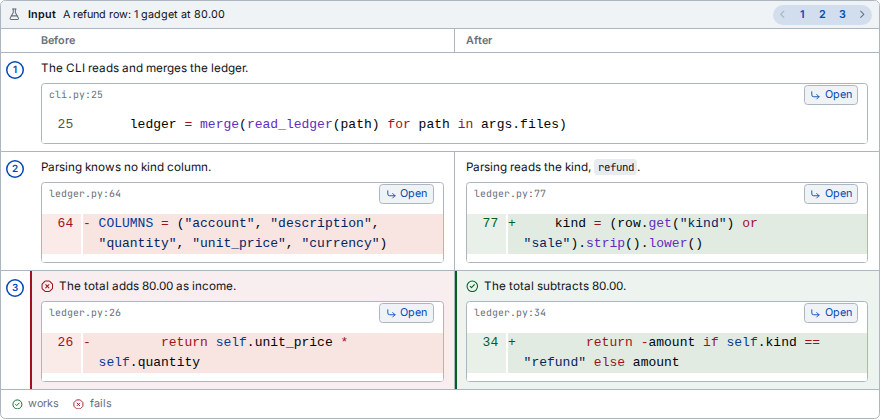 Input A refund row: 1 gadget at 80.00
1 2 3
Before After
1 The CLI reads and merges the ledger.
cli.py:25 Open
25 ledger = merge(read_ledger(path) for path in args.files)
2 Parsing knows no kind column.
ledger.py:64 Open
64 - COLUMNS = ("account", "description",
"quantity", "unit_price", "currency")
Parsing reads the kind, refund.
ledger.py:77 Open
77 + kind = (row.get("kind") or
"sale").strip().lower()
3 The total adds 80.00 as income.
ledger.py:26 Open
26 - return self.unit_price *
self.quantity
The total subtracts 80.00.
ledger.py:34 Open
34 + return -amount if self.kind ==
"refund" else amount
works fails